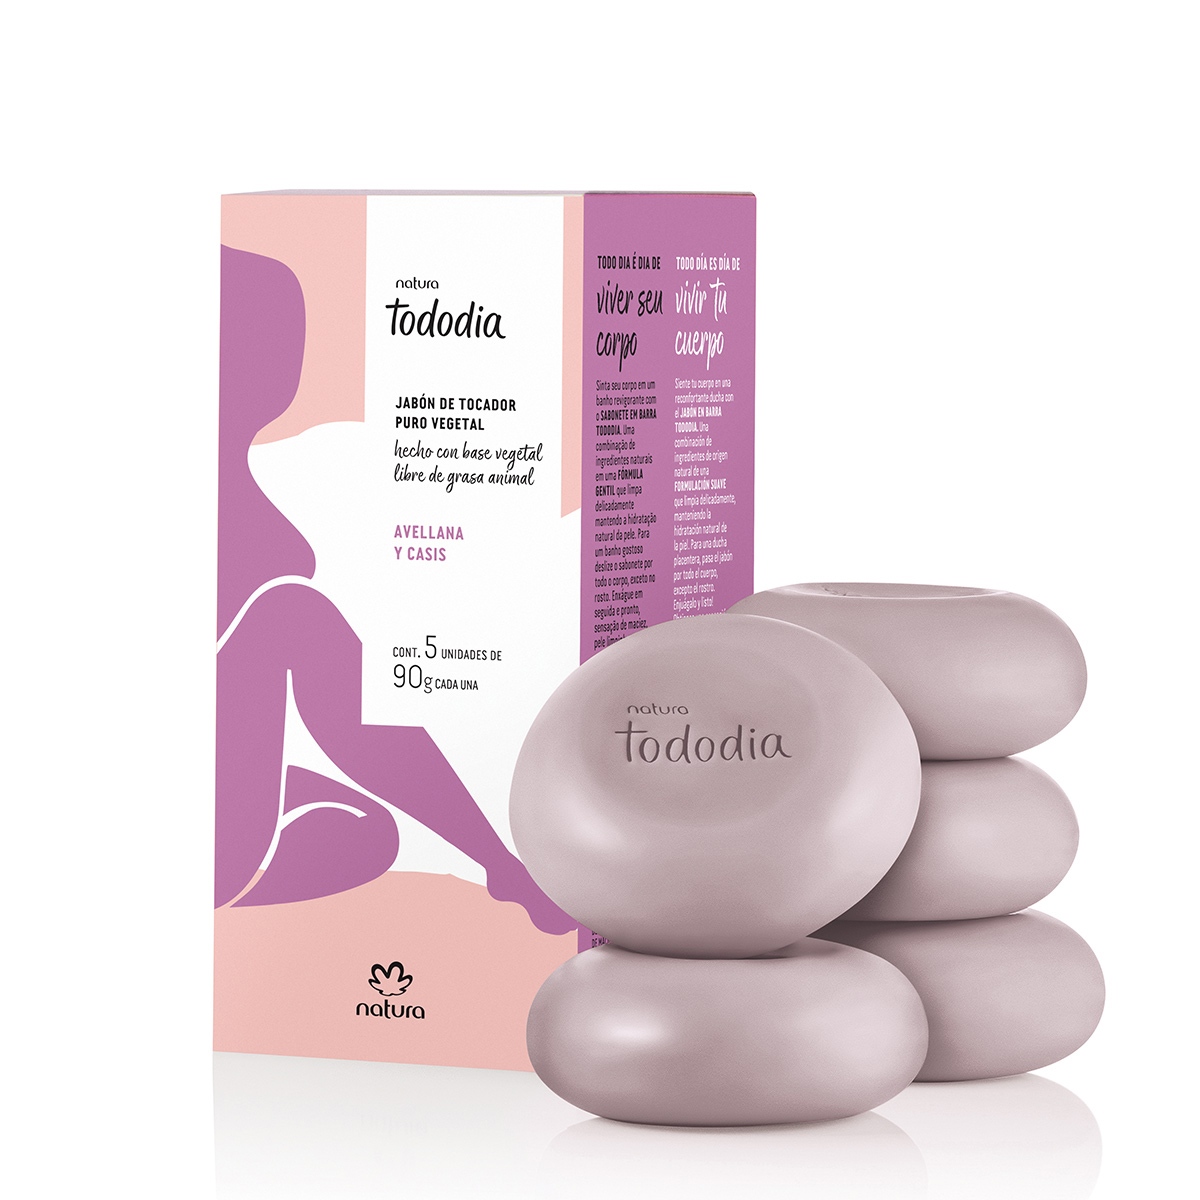 natura
tododia
JABÓN DE TOCADOR
PURO VEGETAL
hecho con base vegetal
libre de grasa animal
AVELLANA
Y CASIS
CONT. 5 UNIDADES DE
90g CADA UNA
natura
TODO DIA É DIA DE
viver seu
corpo
Sinta seu corpo em um
banho revigorante com
o SABONETE EM BARRA
TODODIA. Uma
combinação de
ingredientes naturais
em uma FÓRMULA
GENTIL que limpa
delicadamente
mantendo a hidratação
natural da pele. Para
um banho gostoso
deslize o sabonete por
todo o corpo, exceto no
rosto. Enxágue em
seguida e pronto,
sensação de maciez,
TODO DÍA ES DÍA DE
vivir tu
cuerpo
Siente tu cuerpo en una
reconfortante ducha con
el JABÓN EN BARRA
TODODIA. Una
combinación de
ingredientes de origen
natural de una
FORMULACIÓN SUAVE
que limpia delicadamente,
manteniendo la
hidratación natural de
la piel. Para una ducha
placentera, pasa el jabón
por todo el cuerpo,
excepto el rostro.
Enjuágalo y listo!
natura
tododia